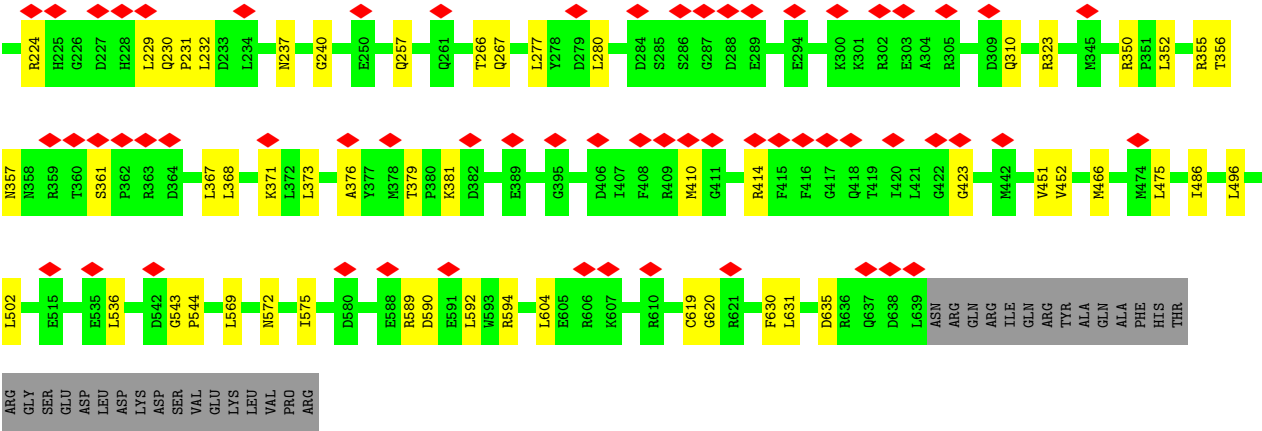 R224 H225 G226 D227 H228 L229 Q230 P231 L232 D233 L234 N237 G240 E250 Q257 Q261 T266 Q267 L277 Y278 D279 L280 D284 S285 S286 G287 D288 E289 E294 K300 K301 R302 E303 A304 R305 D309 Q310 R323 M345 R350 P351 L352 R355 T356
N357 N358 R359 T360 S361 P362 R363 D364 L367 L368 K371 L372 L373 A376 Y377 M378 T379 P380 K381 D382 E389 G395 D406 I407 F408 R409 M410 G411 R414 F415 F416 G417 Q418 T419 I420 L421 G422 G423 M442 V451 V452 M466 M474 L475 I486 L496
L502 E515 E535 L536 D542 G543 P544 L569 N572 I575 D580 E588 R589 D590 E591 L592 W593 R594 L604 E605 R606 K607 R610 C619 G620 R621 F630 L631 D635 R636 Q637 D638 L639 ASN ARG GLN ARG ILE GLN ARG TYR ALA GLN ALA PHE HIS THR
ARG GLY SER GLU ASP LEU ASP LYS ASP SER VAL GLU LYS LEU VAL PRO ARG